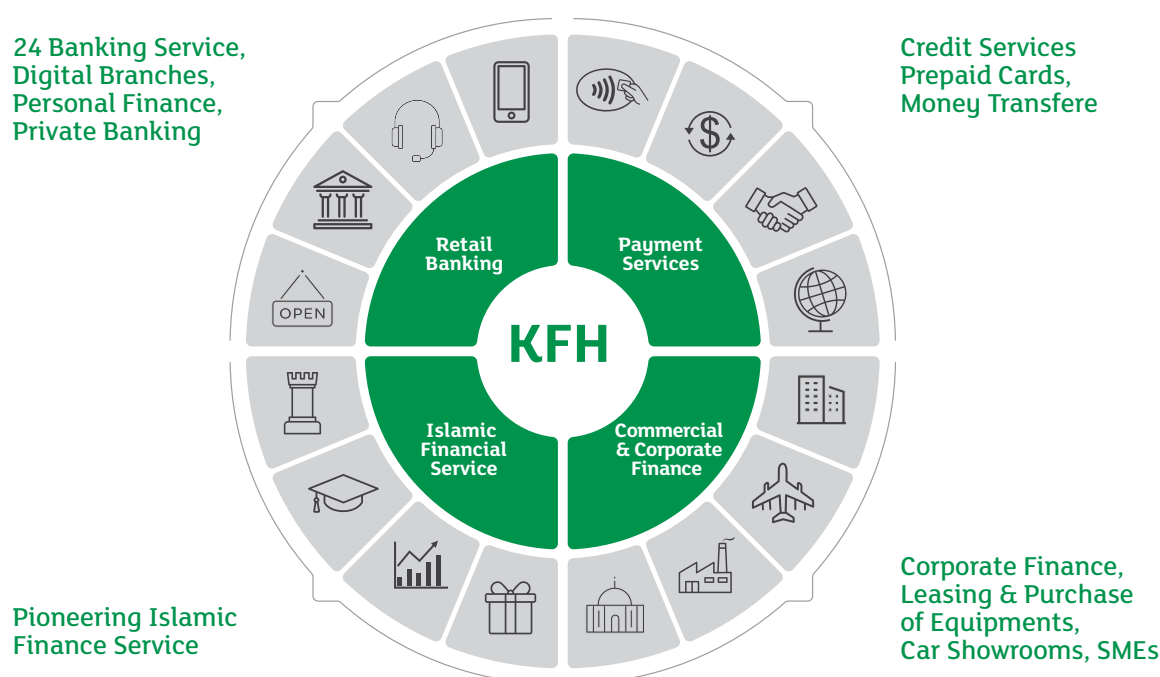 24 Banking Service,
Digital Branches,
Personal Finance,
Private Banking
Credit Services
Prepaid Cards,
Money Transfere
Retail
Banking
Payment
Services
OPEN
KFH
Islamic
Financial
Service
Commercial
& Corporate
Finance
Pioneering Islamic
Finance Service
Corporate Finance,
Leasing & Purchase
of Equipments,
Car Showrooms, SMEs